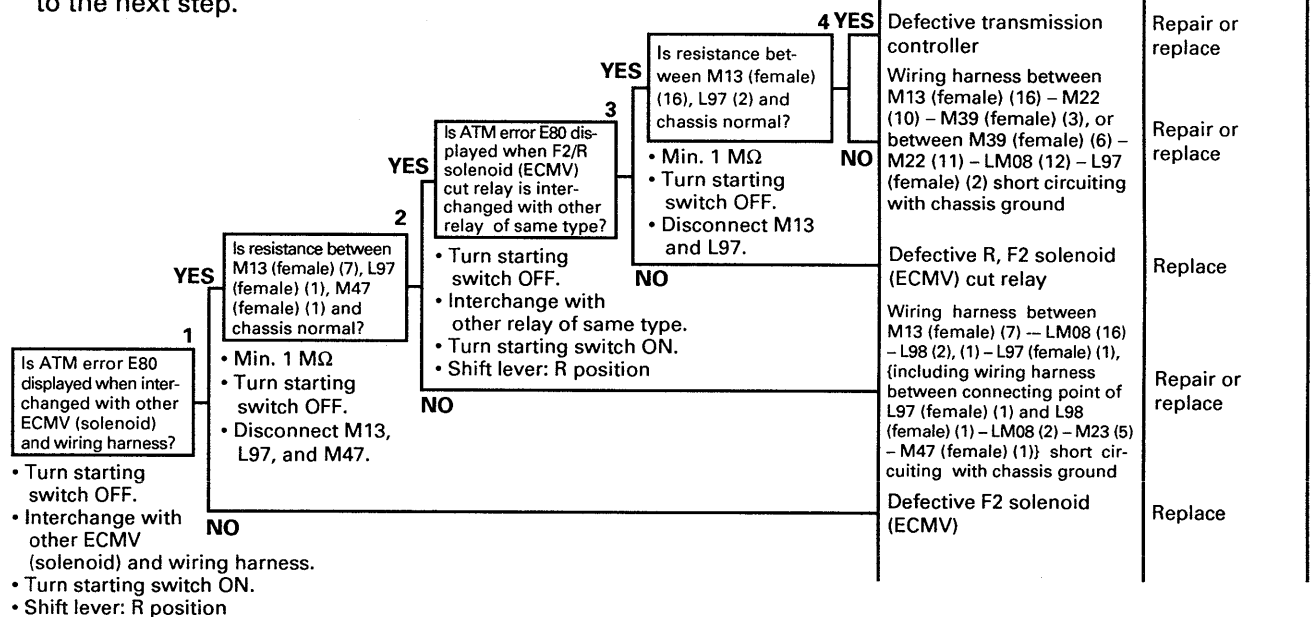 to the next step.
1
Is ATM error E80
displayed when inter-
changed with other
ECMV (solenoid)
and wiring harness?
• Turn starting
switch OFF.
• Interchange with
other ECMV
(solenoid) and wiring harness.
• Turn starting switch ON.
• Shift lever: R position
YES
NO
2
Is resistance between
M13 (female) (7), L97
(female) (1), M47
(female) (1) and
chassis normal?
• Min. 1 MΩ
• Turn starting
switch OFF.
• Disconnect M13,
L97, and M47.
YES
NO
3
Is ATM error E80 dis-
played when F2/R
solenoid (ECMV)
cut relay is inter-
changed with other
relay of same type?
• Turn starting
switch OFF.
• Interchange with
other relay of same type.
• Turn starting switch ON.
• Shift lever: R position
YES
NO
4
Is resistance bet-
ween M13 (female)
(16), L97 (2) and
chassis normal?
• Min. 1 MΩ
• Turn starting
switch OFF.
• Disconnect M13
and L97.
YES
NO
Defective transmission
controller
Repair or
replace
Wiring harness between
M13 (female) (16) – M22
(10) – M39 (female) (3), or
between M39 (female) (6) –
M22 (11) – LM08 (12) – L97
(female) (2) short circuiting
with chassis ground
Repair or
replace
Defective R, F2 solenoid
(ECMV) cut relay
Replace
Wiring harness between
M13 (female) (7) –- LM08 (16)
– L98 (2), (1) – L97 (female) (1),
{including wiring harness
between connecting point of
L97 (female) (1) and L98
(female) (1) – LM08 (2) – M23 (5)
– M47 (female) (1)} short cir-
cuiting with chassis ground
Repair or
replace
Defective F2 solenoid
(ECMV)
Replace